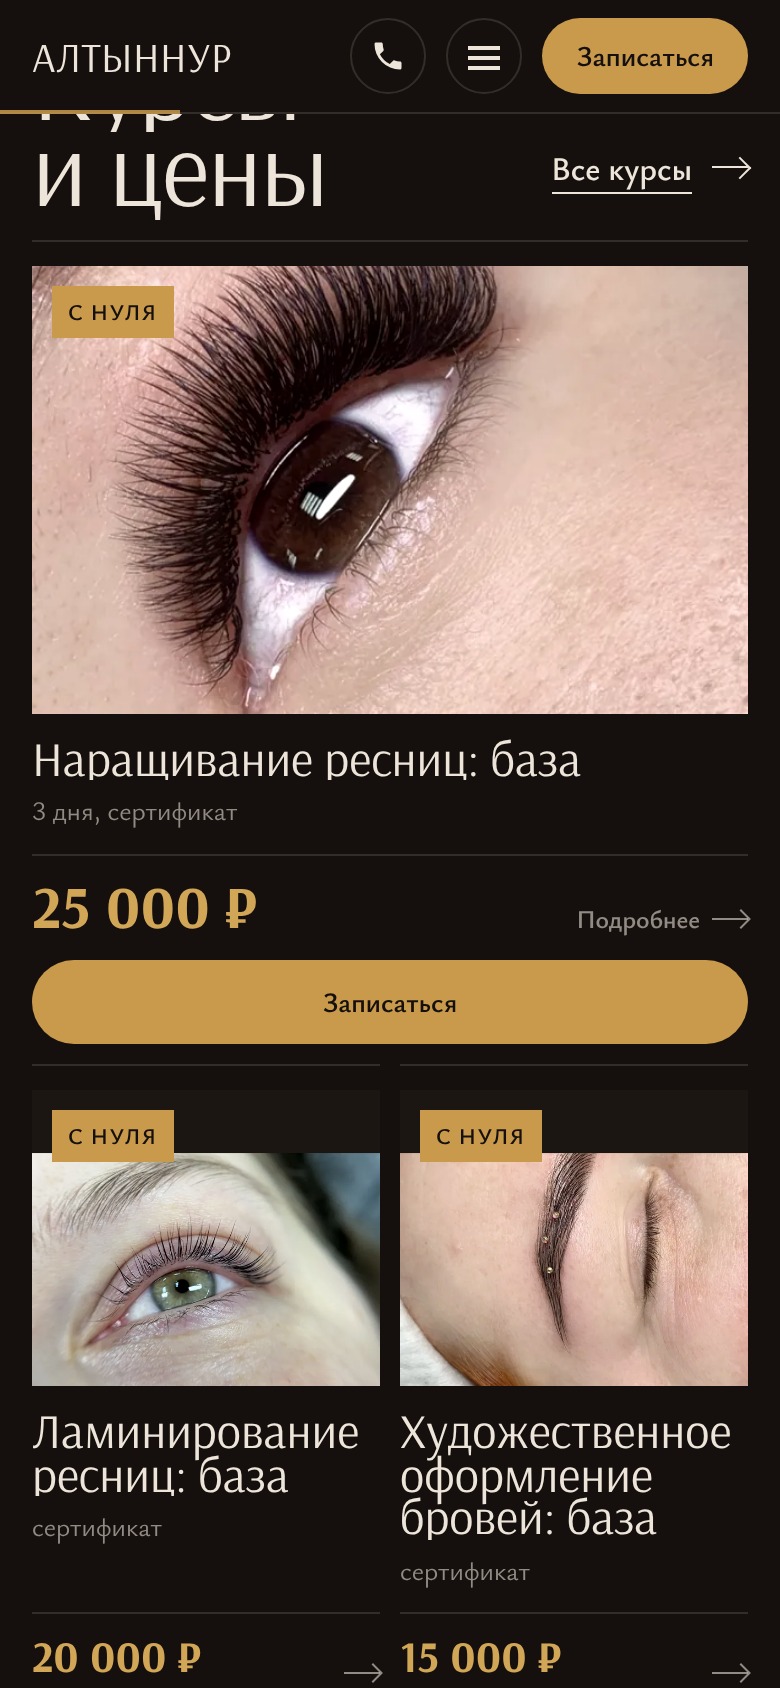 АЛТЫННУР
Записаться
Курсы
и цены
Все курсы
С НУЛЯ
Наращивание ресниц: база
3 дня, сертификат
25 000 ₽
Подробнее
Записаться
С НУЛЯ
Ламинирование
ресниц: база
сертификат
20 000 ₽
С НУЛЯ
Художественное
оформление
бровей: база
сертификат
15 000 ₽